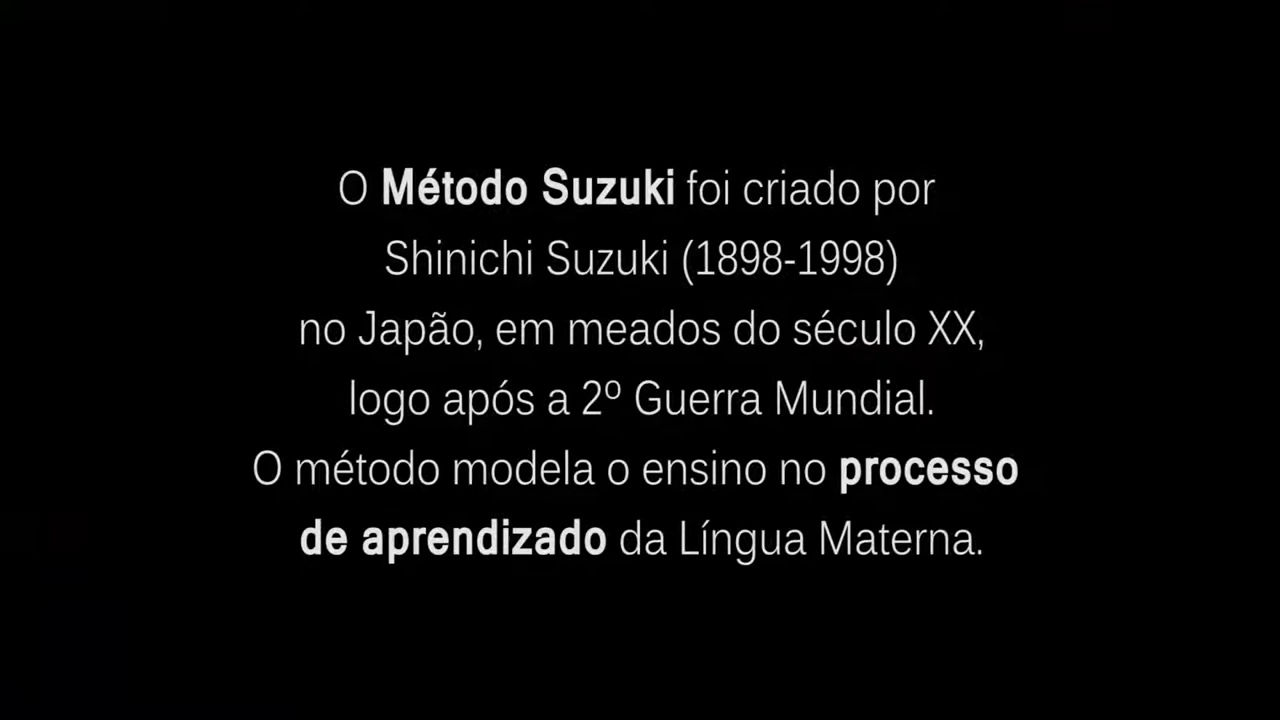 O Método Suzuki foi criado por
Shinichi Suzuki (1898-1998)
no Japão, em meados do século XX,
logo após a 2º Guerra Mundial.
O método modela o ensino no processo
de aprendizado da Língua Materna.